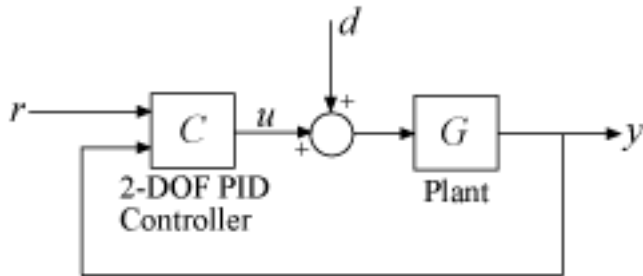 d
r
C
u
+
+
G
y
2-DOF PID
Controller
Plant